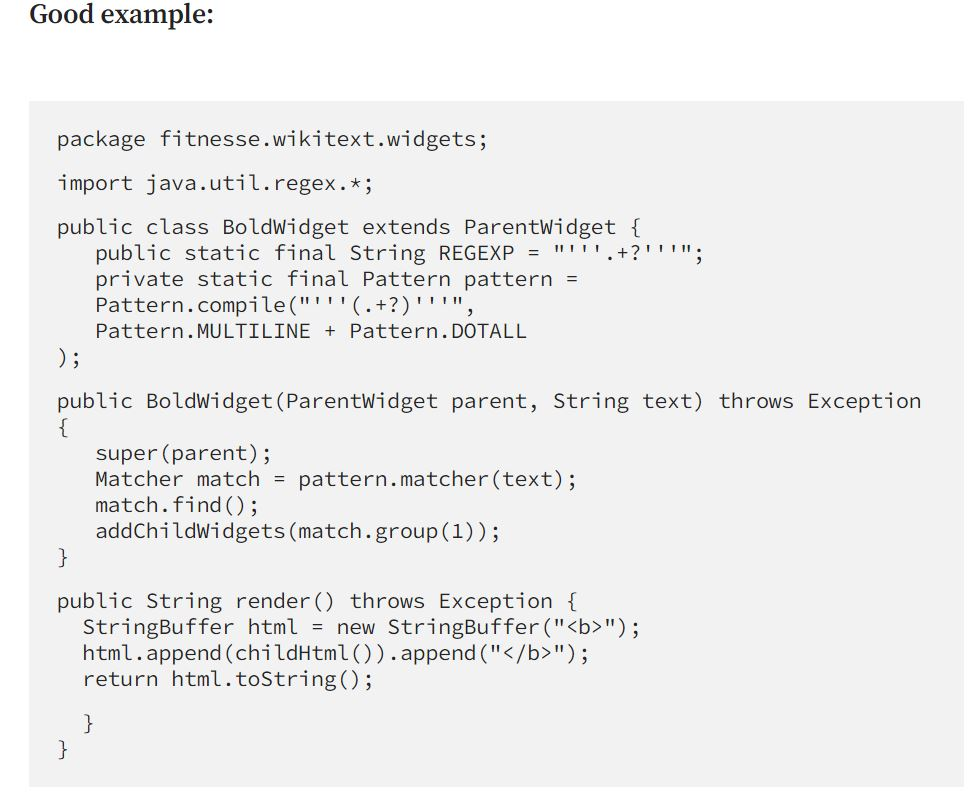 Good example:
package fitnesse.wikitext.widgets;
import java.util.regex.*;
public class BoldWidget extends ParentWidget {
   public static final String REGEXP = "'''.+?'''";
   private static final Pattern pattern =
   Pattern.compile("'''(.+?)'''",
   Pattern.MULTILINE + Pattern.DOTALL
);
public BoldWidget(ParentWidget parent, String text) throws Exception
{
   super(parent);
   Matcher match = pattern.matcher(text);
   match.find();
   addChildWidgets(match.group(1));
}
public String render() throws Exception {
  StringBuffer html = new StringBuffer("<b>");
  html.append(childHtml()).append("</b>");
  return html.toString();
  }
}